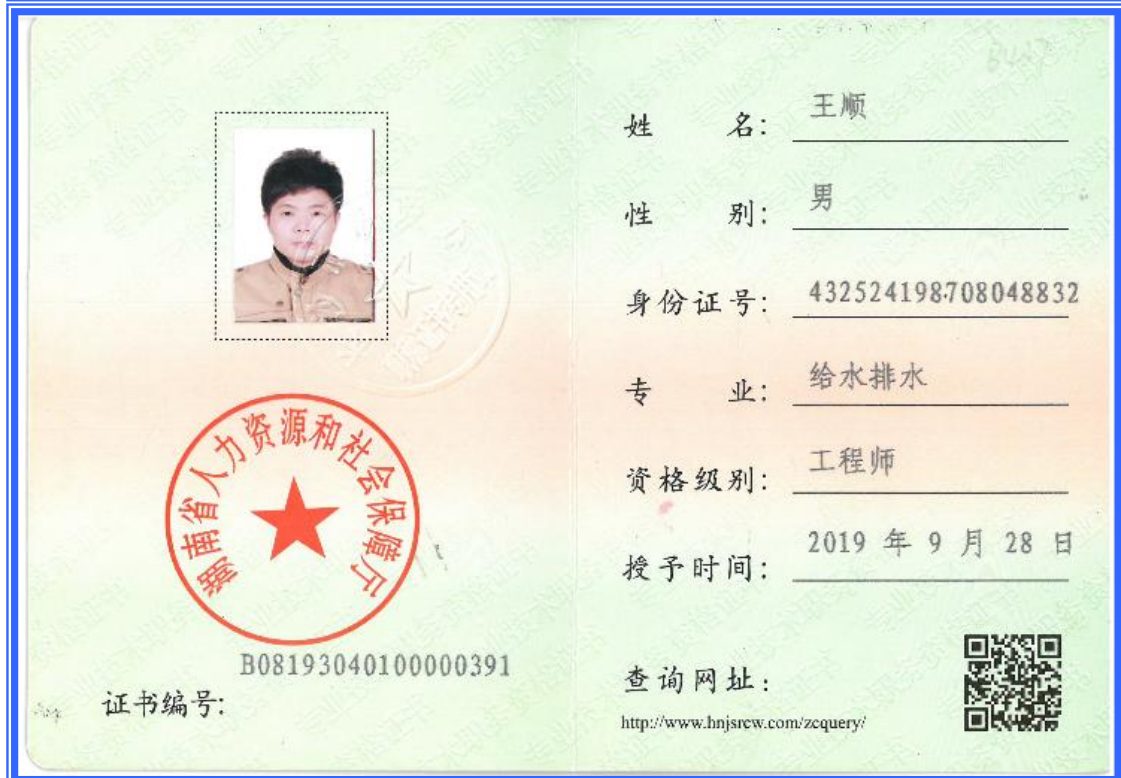 姓 名: 王顺
性 别: 男
身份证号: 432524198708048832
专 业: 给水排水
资格级别: 工程师
授予时间: 2019 年 9 月 28 日
湖南省人力资源和社会保障厅
B08193040100000391
证书编号:
查询网址:
http://www.hnjsrcw.com/zcquery/